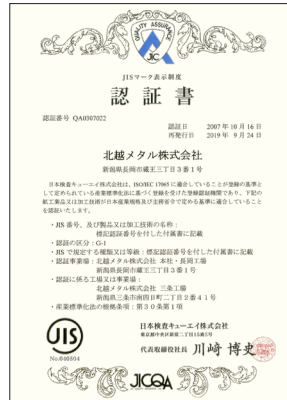 QUALITY ASSURANCE
JIC
JISマーク表示制度
認証書
認証番号 QA0307022
認証日 2007年10月16日
再発行日 2019年9月24日
北越メタル株式会社
新潟県長岡市蔵王三丁目3番1号
日本検査キューエイ株式会社は、ISO/IEC 17065 に適合していることが登録の基準と
して定められている産業標準化法に基づく登録を受けた登録認証機関であり、下記の
鉱工業品又は加工技術が日本産業規格及び主務省令で定める基準に適合していること
を認証いたします。
・JIS番号、及び製品又は加工技術の名称：
標記認証番号を付した付属書に記載
・認証の区分：G-1
・JISで規定する種類又は等級：標記認証番号を付した付属書に記載
・認証事業場：北越メタル株式会社 本社・長岡工場
新潟県長岡市蔵王三丁目3番1号
・認証に係る工場又は事業場：
北越メタル株式会社 三条工場
新潟県三条市南四日町二丁目2番41号
・産業標準化法の根拠条項：第30条第1項
JIS
No.040804
日本検査キューエイ株式会社
代表取締役社長 川崎 博史
JICQA